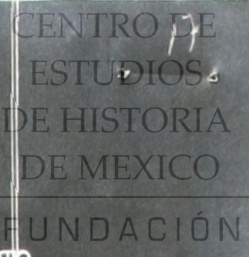 CENTRO DE
ESTUDIOS
DE HISTORIA
DE MEXICO
FUNDACIÓN